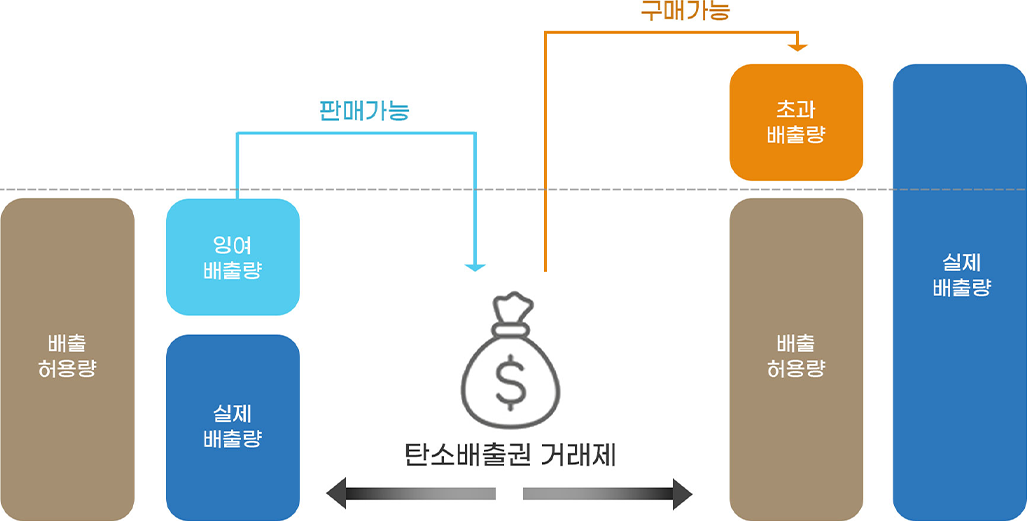 구매가능
판매가능
초과
배출량
잉여
배출량
실제
배출량
배출
허용량
배출
허용량
실제
배출량
$
탄소배출권 거래제